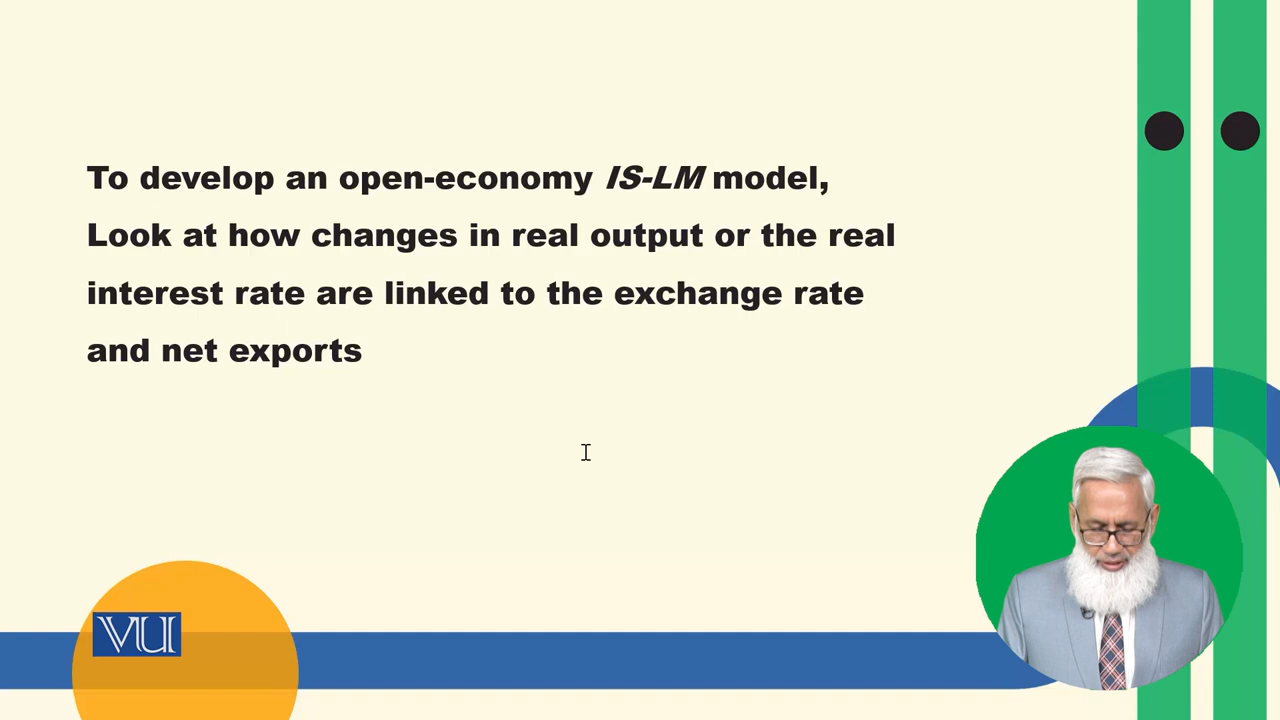 To develop an open-economy IS-LM model,
Look at how changes in real output or the real
interest rate are linked to the exchange rate
and net exports
VU